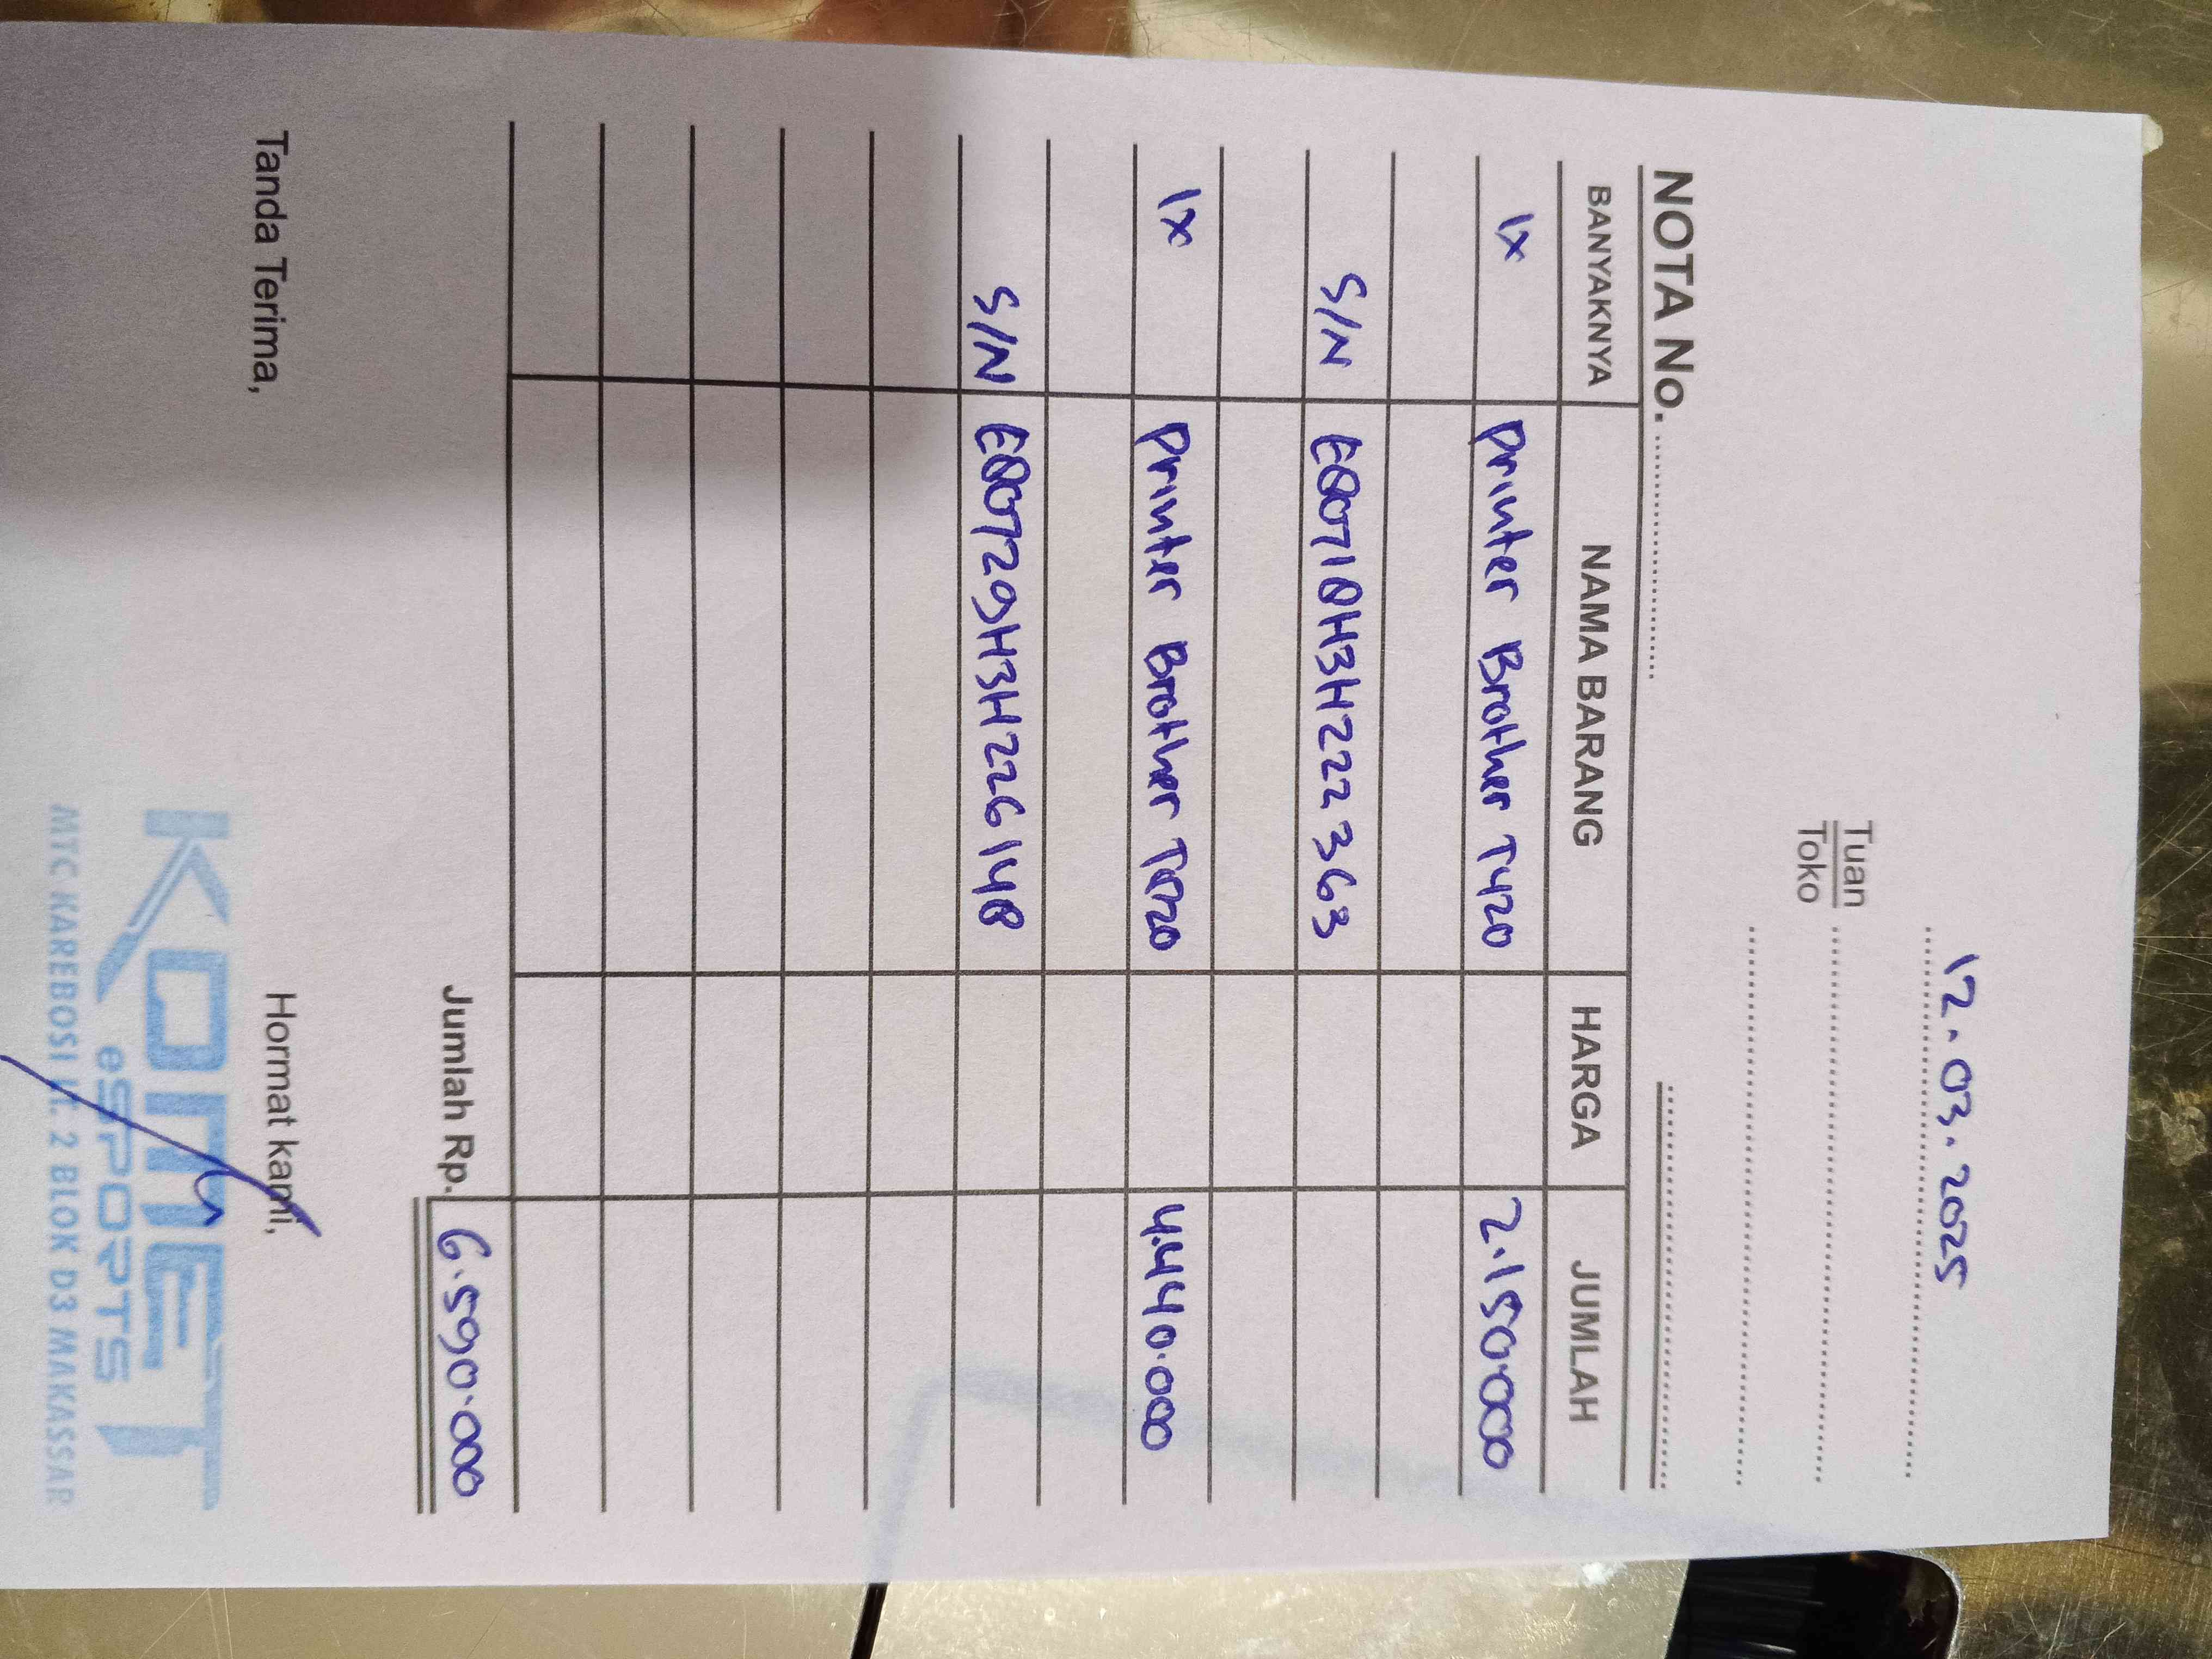 12.03.2025
Tuan
Toko
NOTA No.
BANYAKNYA NAMA BARANG HARGA JUMLAH
1x Printer Brother T420 2.150.000
S/N
1x Printer Brother T720 4.440.000
S/N
Jumlah Rp. 6.590.000
Tanda Terima, Hormat kami,
KOMET
eSPORTS
MTC KAREBOSI Lt. 2 BLOK D3 MAKASSAR